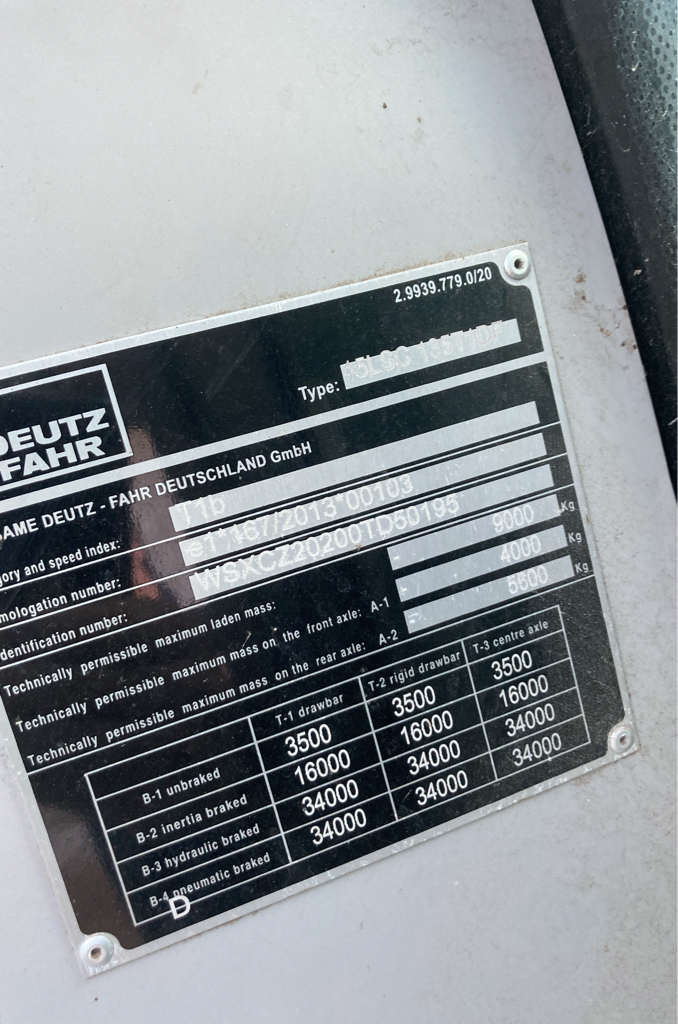 2.9939.779.0/20
DEUTZ
FAHR
Type:
AME DEUTZ - FAHR DEUTSCHLAND GmbH
gory and speed index: T1b
mologation number: e1*167/2013*00103
dentification number: WSXCZ20200TD50195
Technically permissible maximum laden mass: - 9000 Kg
Technically permissible maximum mass on the front axle: A-1 - 4000 Kg
Technically permissible maximum mass on the rear axle: A-2 - Kg
T-1 drawbar T-2 rigid drawbar T-3 centre axle
B-1 unbraked 3500 3500 3500
B-2 inertia braked 16000 16000 16000
B-3 hydraulic braked 34000 34000 34000
B-4 pneumatic braked 34000 34000 34000
D